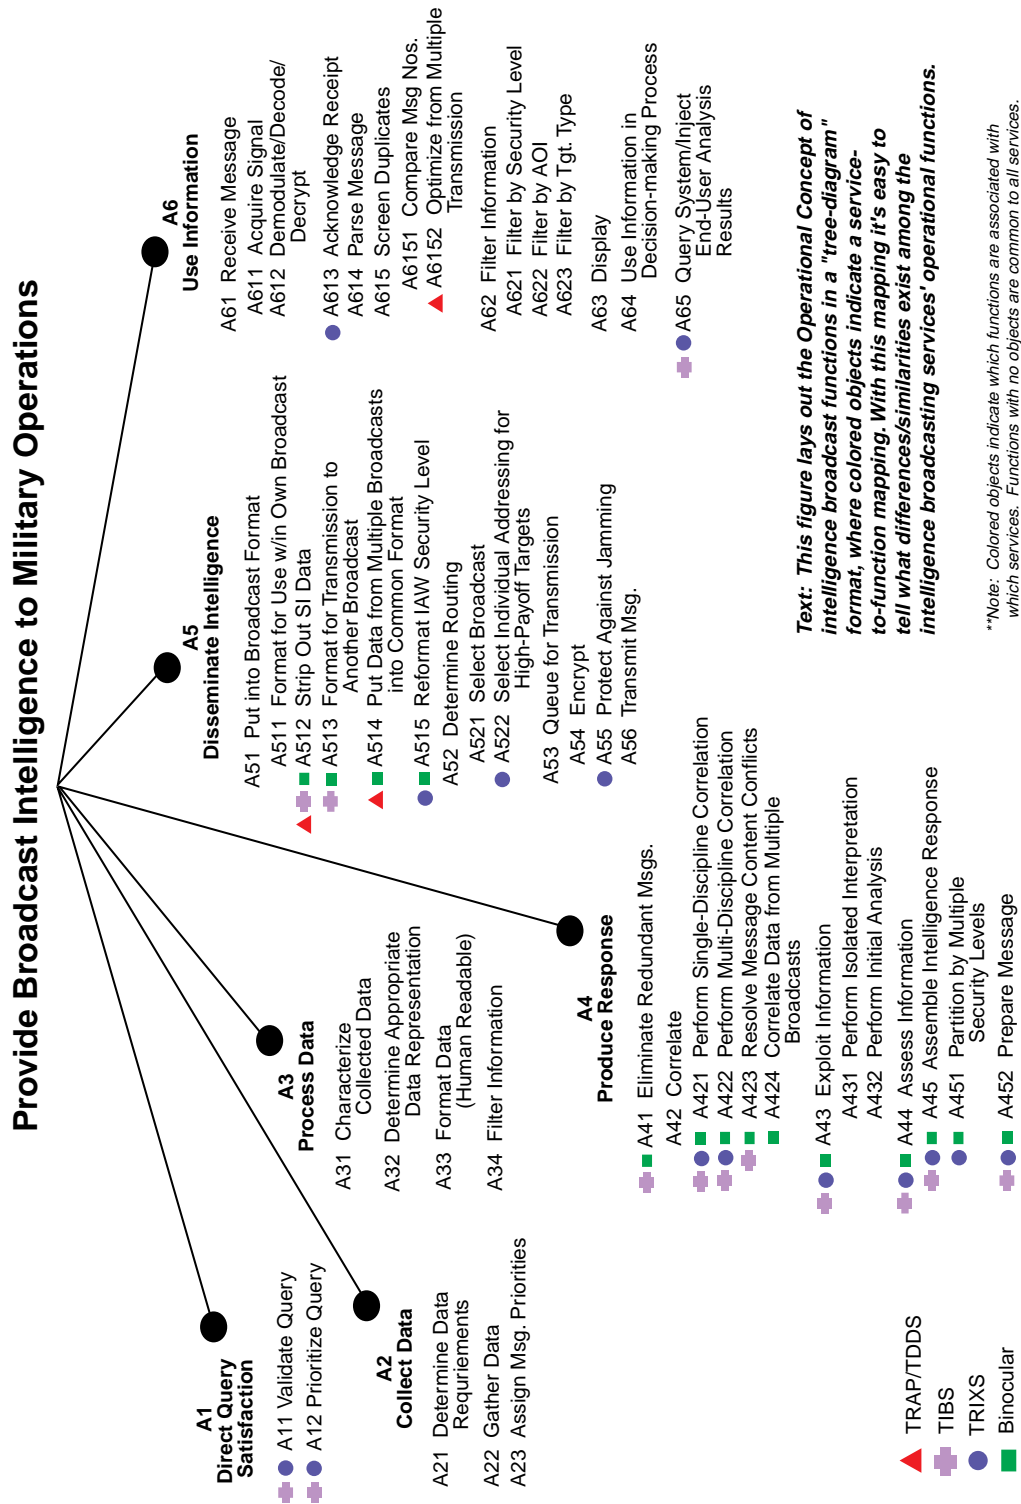 Provide Broadcast Intelligence to Military Operations
A1
Direct Query
Satisfaction
A11 Validate Query
A12 Prioritize Query
A2
Collect Data
A21 Determine Data
Requriements
A22 Gather Data
A23 Assign Msg. Priorities
A3
Process Data
A31 Characterize
Collected Data
A32 Determine Appropriate
Data Representation
A33 Format Data
(Human Readable)
A34 Filter Information
A4
Produce Response
A41 Eliminate Redundant Msgs.
A42 Correlate
A421 Perform Single-Discipline Correlation
A422 Perform Multi-Discipline Correlation
A423 Resolve Message Content Conflicts
A424 Correlate Data from Multiple
Broadcasts
A43 Exploit Information
A431 Perform Isolated Interpretation
A432 Perform Initial Analysis
A44 Assess Information
A45 Assemble Intelligence Response
A451 Partition by Multiple
Security Levels
A452 Prepare Message
A5
Disseminate Intelligence
A51 Put into Broadcast Format
A511 Format for Use w/in Own Broadcast
A512 Strip Out SI Data
A513 Format for Transmission to
Another Broadcast
A514 Put Data from Multiple Broadcasts
into Common Format
A515 Reformat IAW Security Level
A52 Determine Routing
A521 Select Broadcast
A522 Select Individual Addressing for
High-Payoff Targets
A53 Queue for Transmission
A54 Encrypt
A55 Protect Against Jamming
A56 Transmit Msg.
A6
Use Information
A61 Receive Message
A611 Acquire Signal
A612 Demodulate/Decode/
Decrypt
A613 Acknowledge Receipt
A614 Parse Message
A615 Screen Duplicates
A6151 Compare Msg Nos.
A6152 Optimize from Multiple
Transmission
A62 Filter Information
A621 Filter by Security Level
A622 Filter by AOI
A623 Filter by Tgt. Type
A63 Display
A64 Use Information in
Decision-making Process
A65 Query System/Inject
End-User Analysis
Results
TRAP/TDDS
TIBS
TRIXS
Binocular
Text: This figure lays out the Operational Concept of
intelligence broadcast functions in a "tree-diagram"
format, where colored objects indicate a service-
to-function mapping. With this mapping it's easy to
tell what differences/similarities exist among the
intelligence broadcasting services' operational functions.
**Note: Colored objects indicate which functions are associated with
which services. Functions with no objects are common to all services.